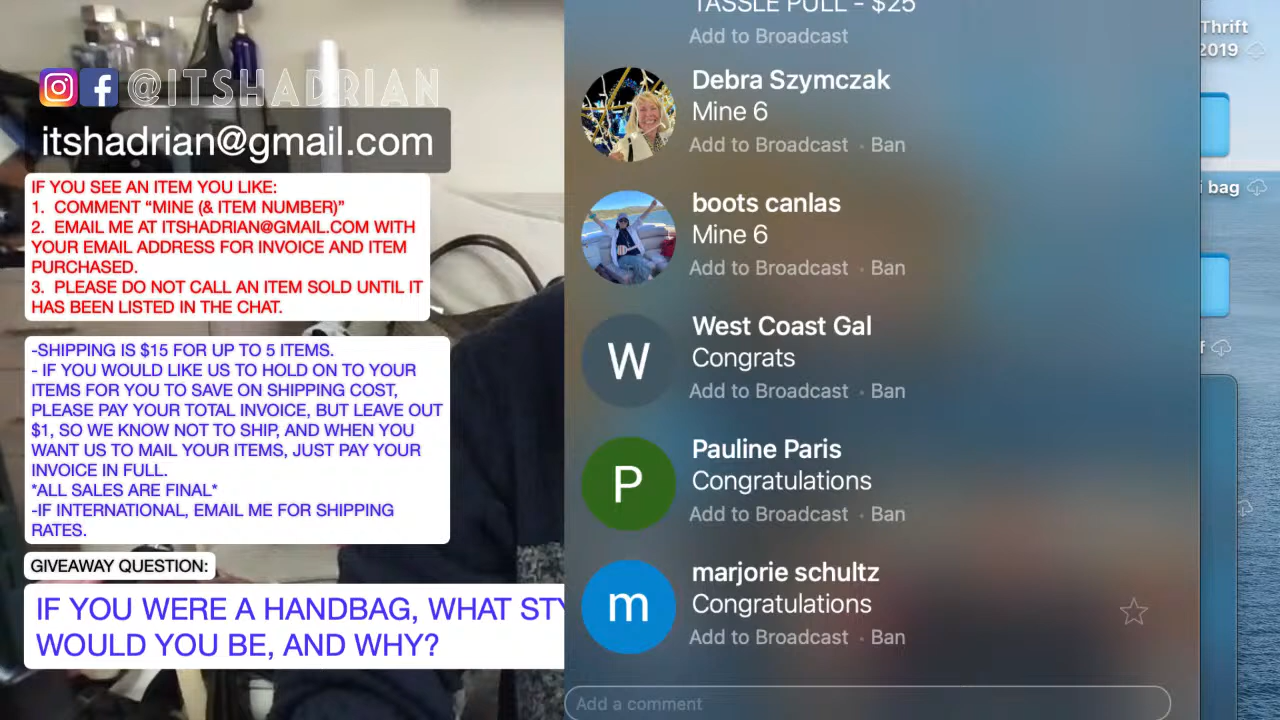 @ITSHADRIAN
itshadrian@gmail.com
IF YOU SEE AN ITEM YOU LIKE:
1. COMMENT “MINE (& ITEM NUMBER)”
2. EMAIL ME AT ITSHADRIAN@GMAIL.COM WITH
YOUR EMAIL ADDRESS FOR INVOICE AND ITEM
PURCHASED.
3. PLEASE DO NOT CALL AN ITEM SOLD UNTIL IT
HAS BEEN LISTED IN THE CHAT.
-SHIPPING IS $15 FOR UP TO 5 ITEMS.
- IF YOU WOULD LIKE US TO HOLD ON TO YOUR
ITEMS FOR YOU TO SAVE ON SHIPPING COST,
PLEASE PAY YOUR TOTAL INVOICE, BUT LEAVE OUT
$1, SO WE KNOW NOT TO SHIP, AND WHEN YOU
WANT US TO MAIL YOUR ITEMS, JUST PAY YOUR
INVOICE IN FULL.
*ALL SALES ARE FINAL*
-IF INTERNATIONAL, EMAIL ME FOR SHIPPING
RATES.
GIVEAWAY QUESTION:
IF YOU WERE A HANDBAG, WHAT STY
WOULD YOU BE, AND WHY?
TASSLE PULL - $25
Add to Broadcast
Debra Szymczak
Mine 6
Add to Broadcast • Ban
boots canlas
Mine 6
Add to Broadcast • Ban
W
West Coast Gal
Congrats
Add to Broadcast • Ban
P
Pauline Paris
Congratulations
Add to Broadcast • Ban
m
marjorie schultz
Congratulations
Add to Broadcast • Ban
Add a comment
Thrift
2019
i bag
f